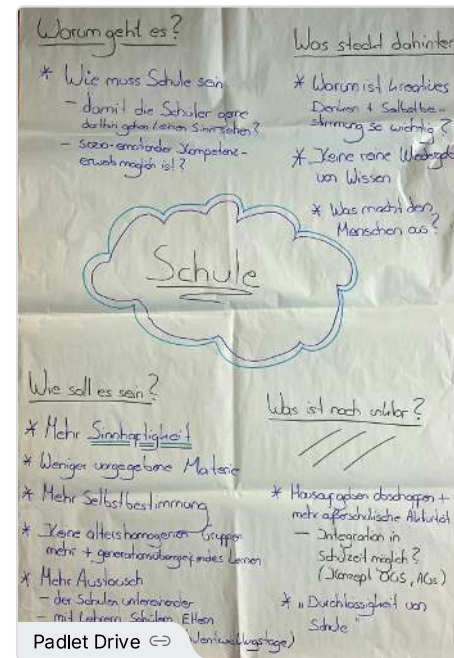 Worum geht es?
* Wie muss Schule sein
- damit die Schüler gerne
dorthin gehen & einen Sinn sehen?
- sozio-emotionaler Kompetenz-
erwerb möglich ist!?
Was steckt dahinter
* Warum ist kreatives
Denken + Selbstbe-
stimmung so wichtig?
* Keine reine
von Wissen
* Was macht den
Menschen aus?
Schule
Wie soll es sein?
* Mehr Sinnhaftigkeit
* Weniger vorgegebene Materie
* Mehr Selbstbestimmung
* Keine altershomogenen Gruppen
mehr + generationsübergreifendes Lernen
* Mehr Austausch
- der Schulen untereinander
- mit Lehrern, Schülern, Eltern
Was ist noch unklar?
* Hausaufgaben abschaffen +
mehr außerschulische Aktivität
- Integration in
Schulzeit möglich?
(Konzept OGS, AGs)
* "Durchlässigkeit von
Schule"
Padlet Drive